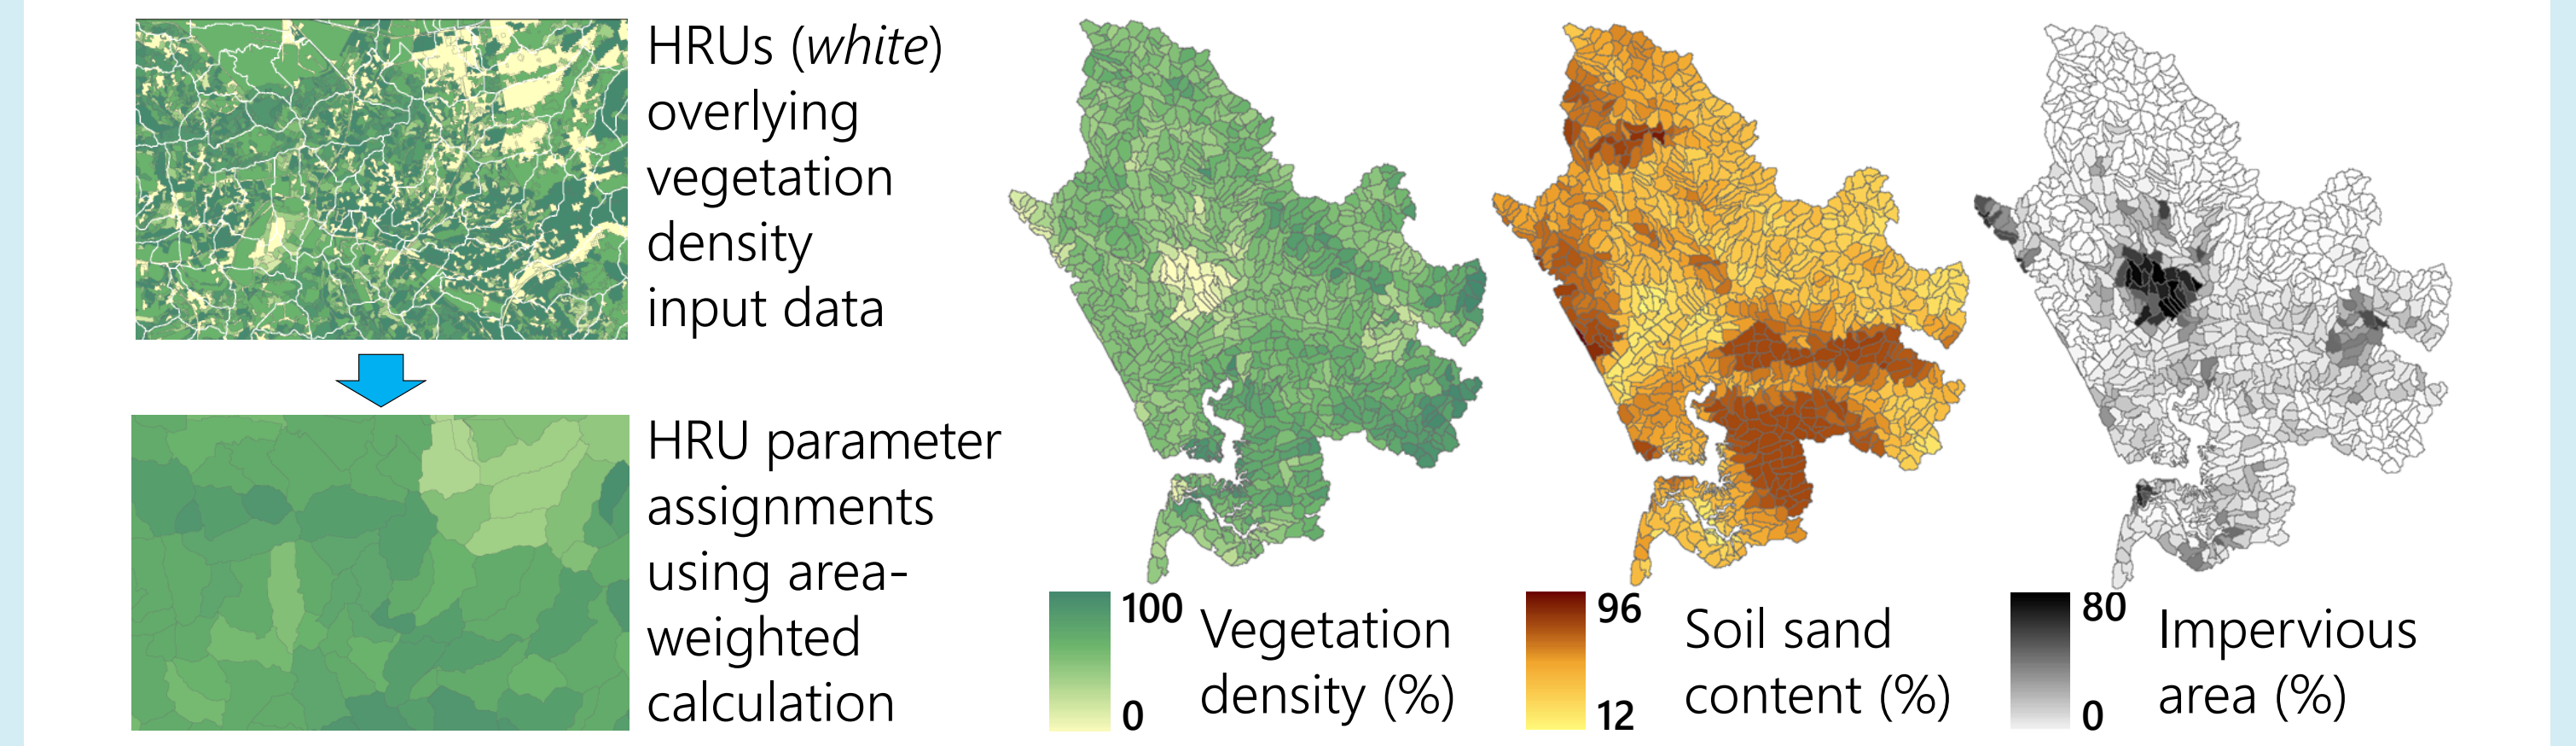 HRUs (white)
overlying
vegetation
density
input data
HRU parameter
assignments
using area-
weighted
calculation
100
0
Vegetation
density (%)
96
12
Soil sand
content (%)
80
0
Impervious
area (%)